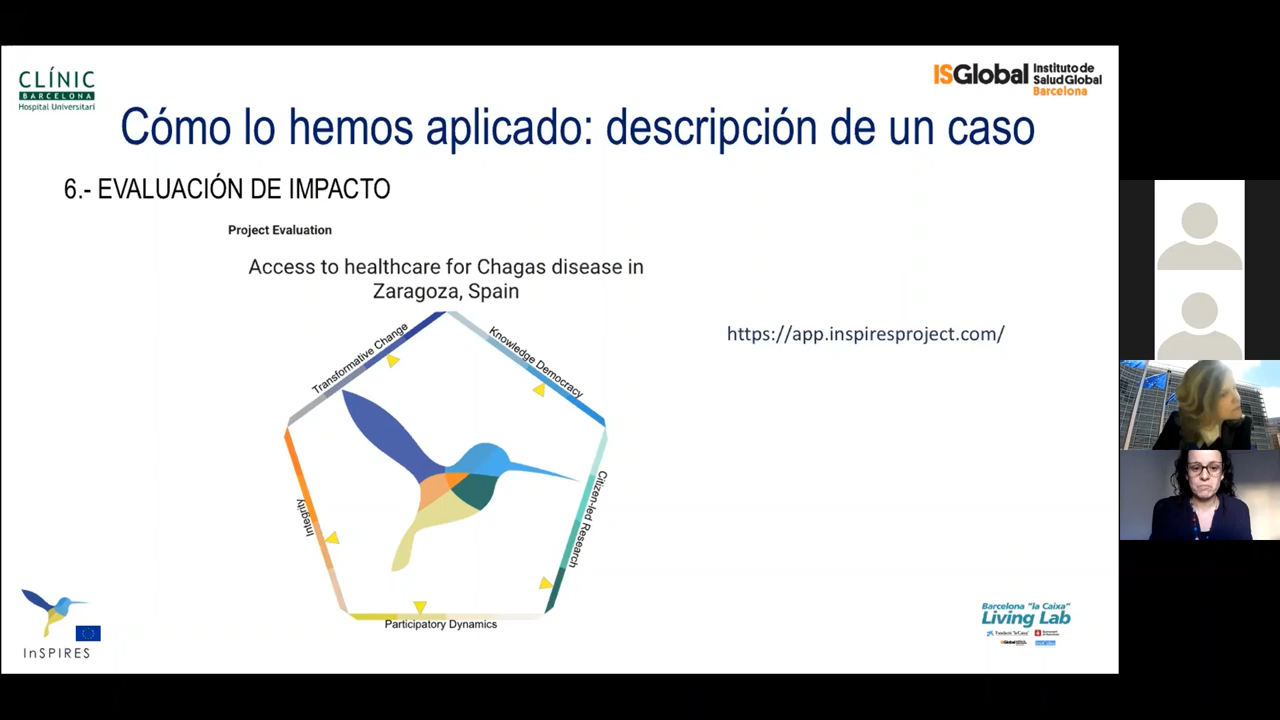 CLÍNIC
BARCELONA
Hospital Universitari
ISGlobal Instituto de
Salud Global
Barcelona
Cómo lo hemos aplicado: descripción de un caso
6.- EVALUACIÓN DE IMPACTO
Project Evaluation
Access to healthcare for Chagas disease in
Zaragoza, Spain
Transformative Change
Knowledge Democracy
https://app.inspiresproject.com/
Integrity
Citizen-led Research
Participatory Dynamics
InSPIRES
Barcelona "la Caixa"
Living Lab